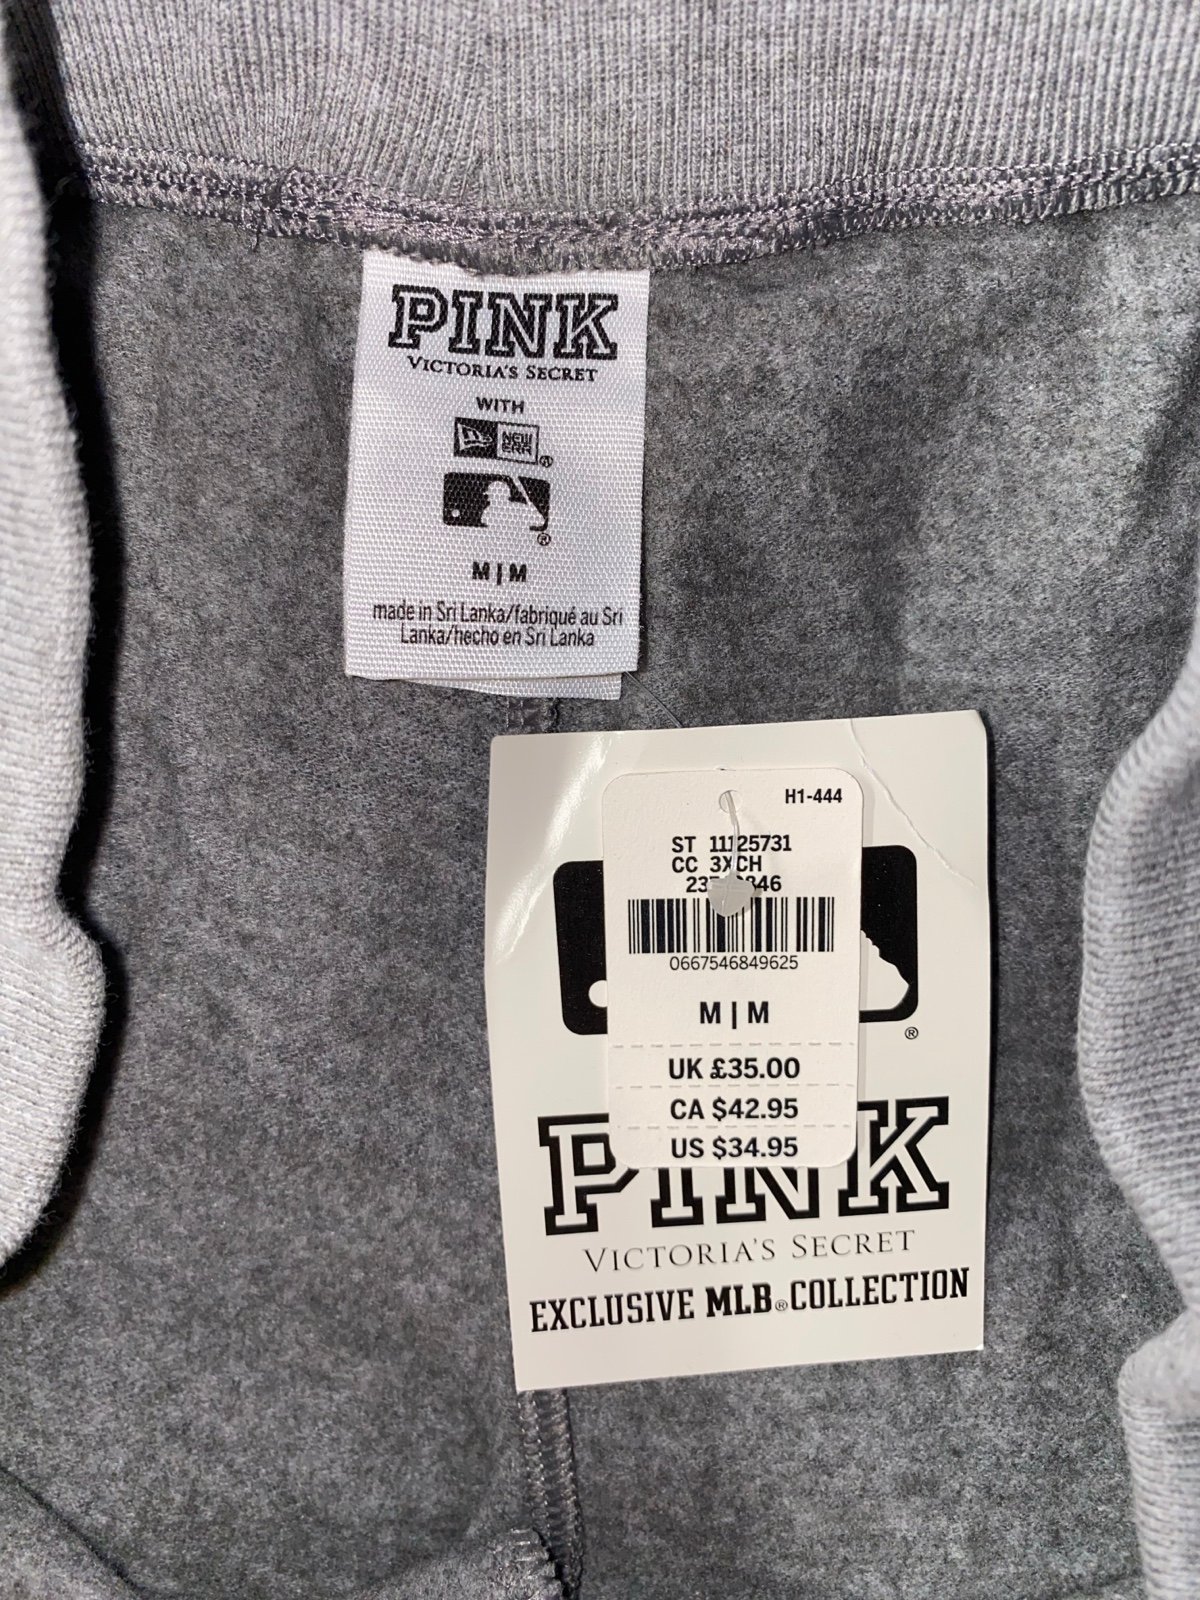 PINK
VICTORIA'S SECRET
WITH
NEW ERA®
®
M | M
made in Sri Lanka/fabriqué au Sri
Lanka/hecho en Sri Lanka
H1-444
ST 11125731
CC 3XCH
0667546849625
M | M
UK £35.00
CA $42.95
US $34.95
®
PINK
VICTORIA'S SECRET
EXCLUSIVE MLB® COLLECTION